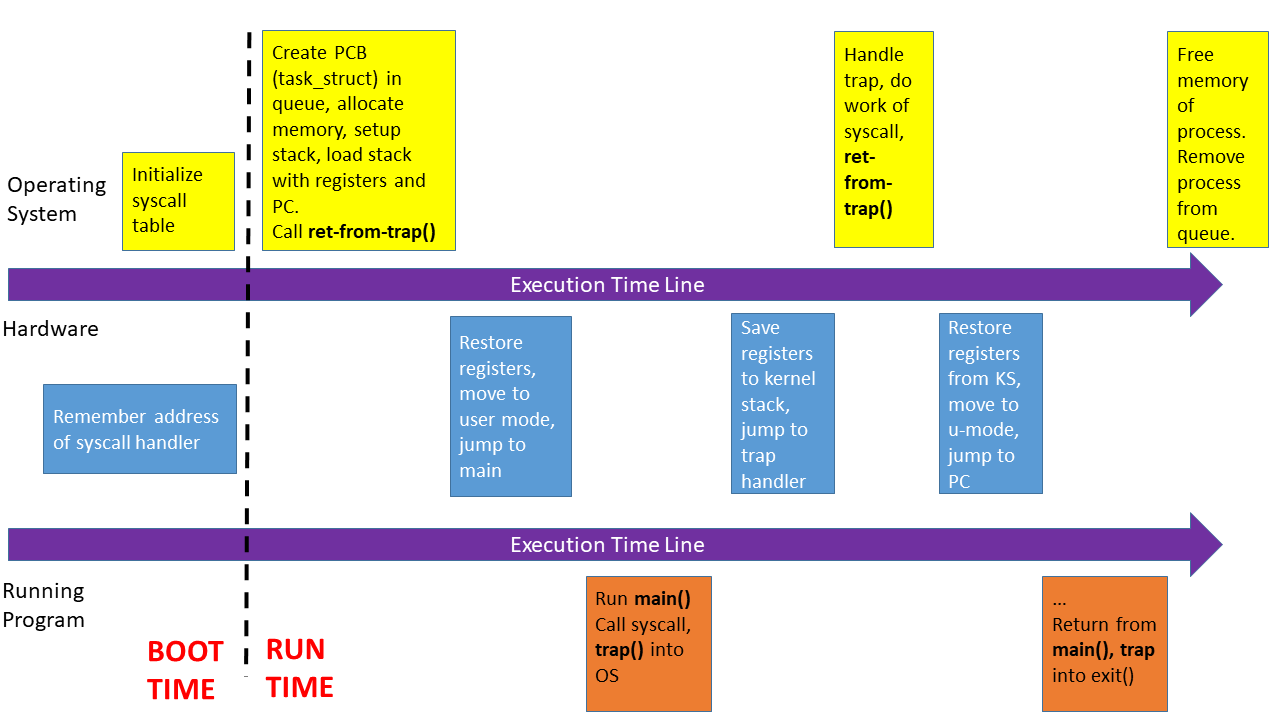 Operating
System
Initialize
syscall
table
Create PCB
(task_struct) in
queue, allocate
memory, setup
stack, load stack
with registers and
PC.
Call ret-from-trap()
Handle
trap, do
work of
syscall,
ret-
from-
trap()
Free
memory
of
process.
Remove
process
from
queue.
Execution Time Line
Hardware
Remember address
of syscall handler
Restore
registers,
move to
user mode,
jump to
main
Save
registers
to kernel
stack,
jump to
trap
handler
Restore
registers
from KS,
move to
u-mode,
jump to
PC
Execution Time Line
Running
Program
BOOT
TIME
RUN
TIME
Run main()
Call syscall,
trap() into
OS
...
Return from
main(), trap
into exit()